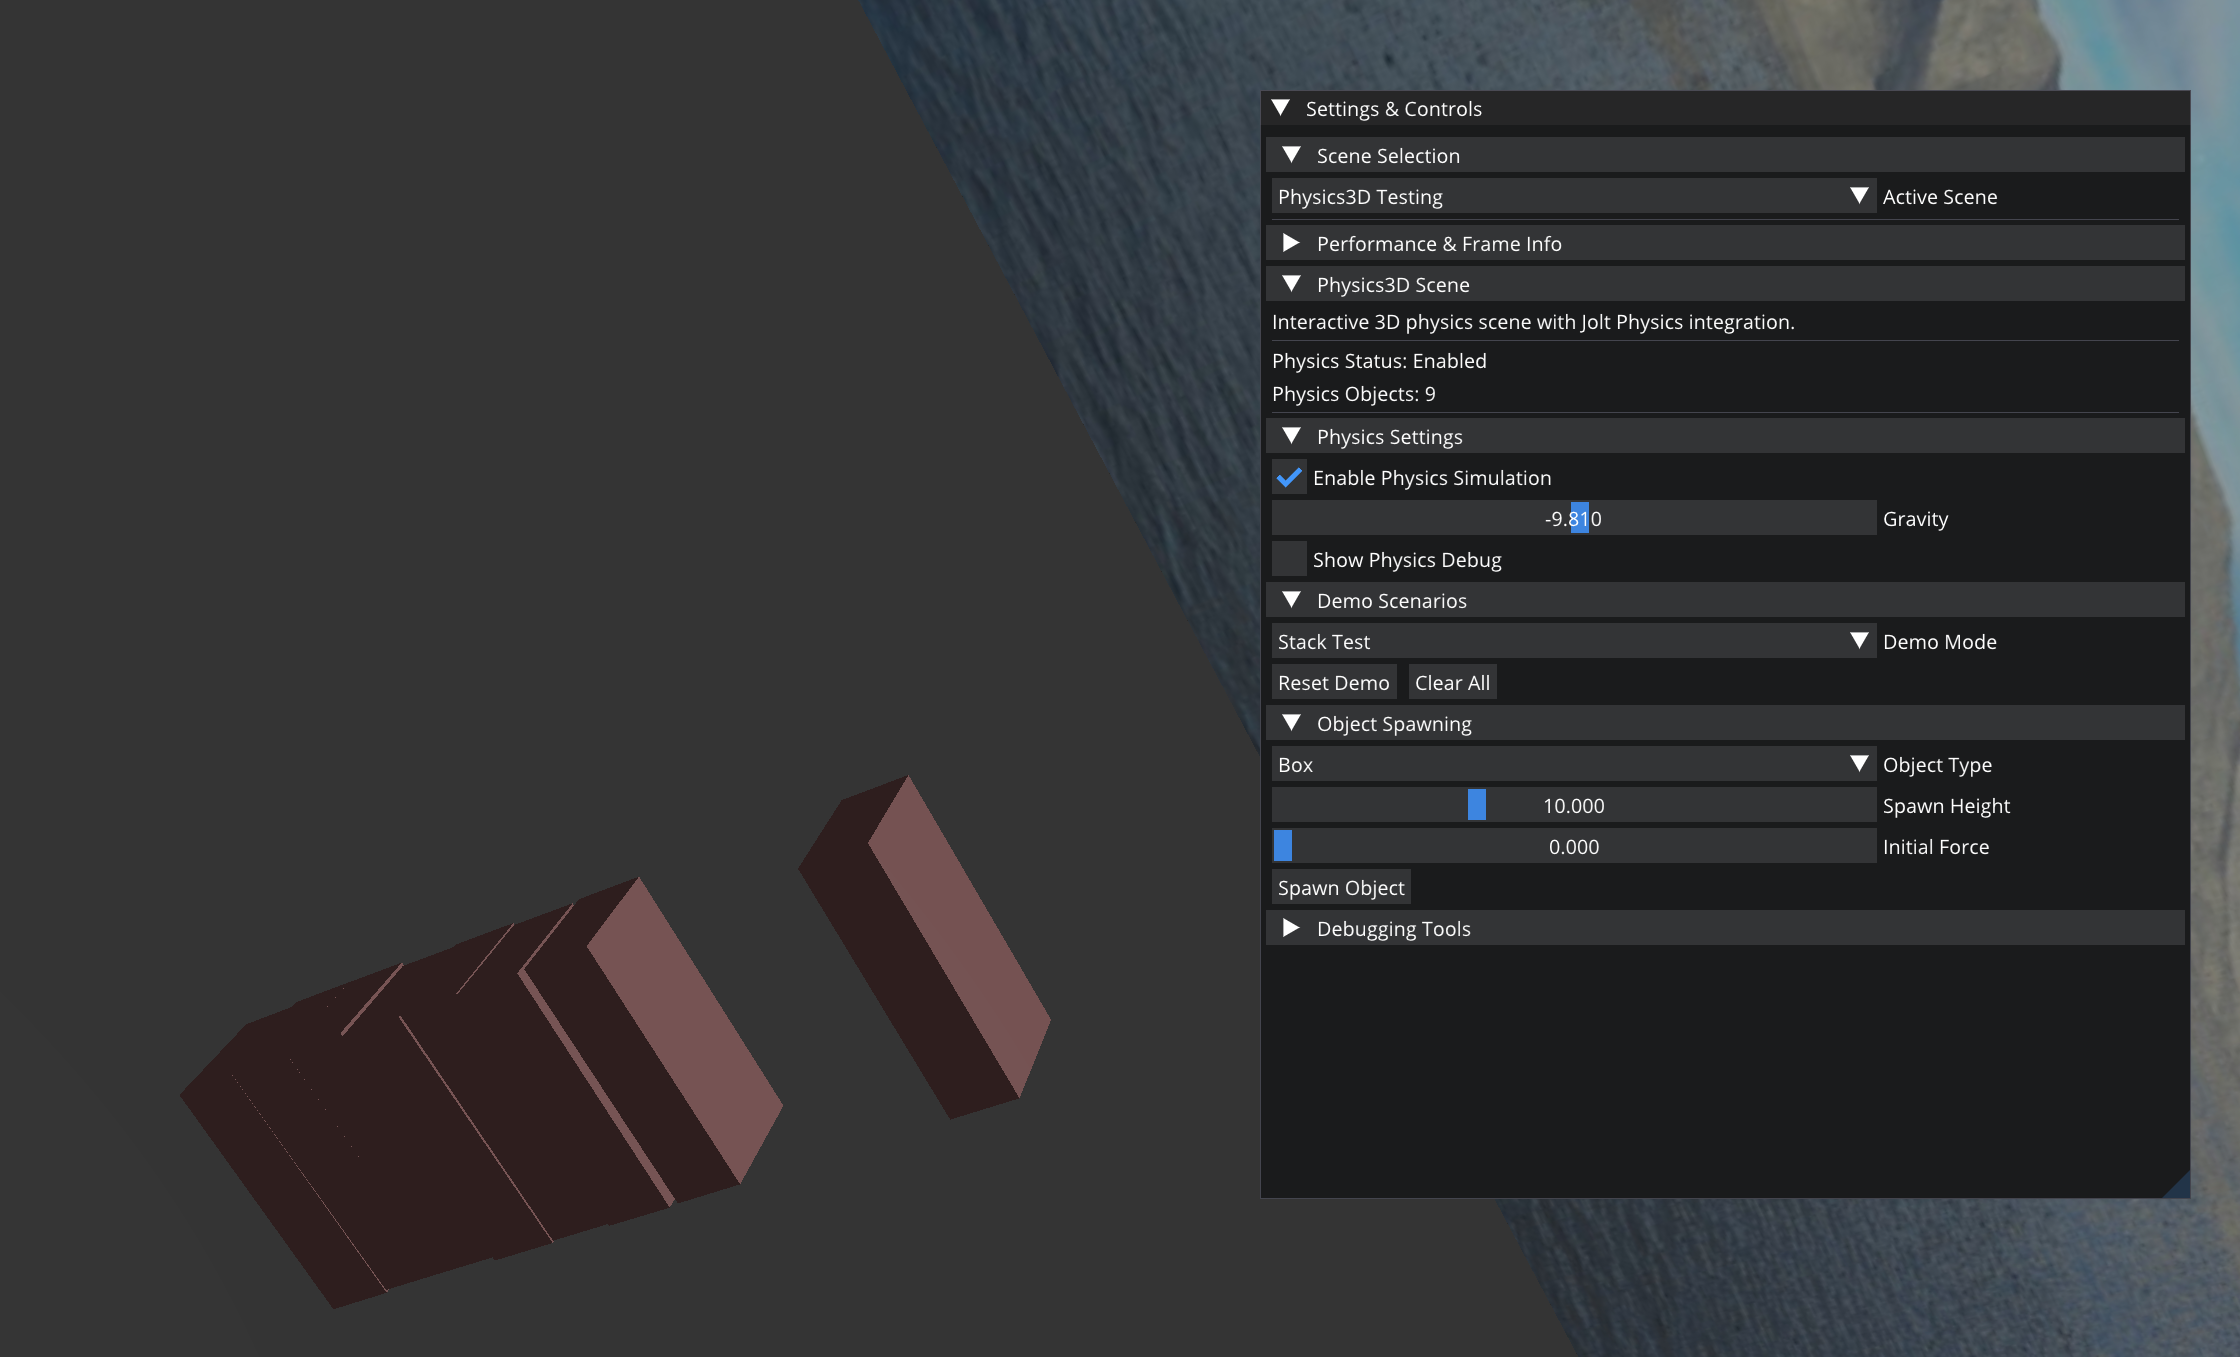 Settings & Controls
Scene Selection
Physics3D Testing Active Scene
Performance & Frame Info
Physics3D Scene
Interactive 3D physics scene with Jolt Physics integration.
Physics Status: Enabled
Physics Objects: 9
Physics Settings
Enable Physics Simulation
-9.810 Gravity
Show Physics Debug
Demo Scenarios
Stack Test Demo Mode
Reset Demo Clear All
Object Spawning
Box Object Type
10.000 Spawn Height
0.000 Initial Force
Spawn Object
Debugging Tools